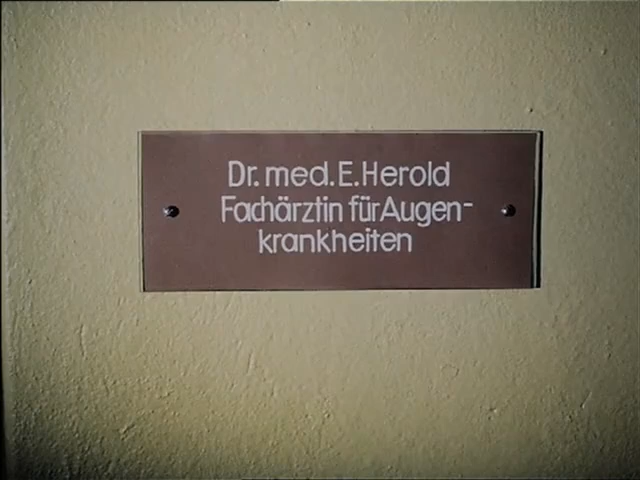 Dr. med. E. Herold
Fachärztin für Augen-
krankheiten